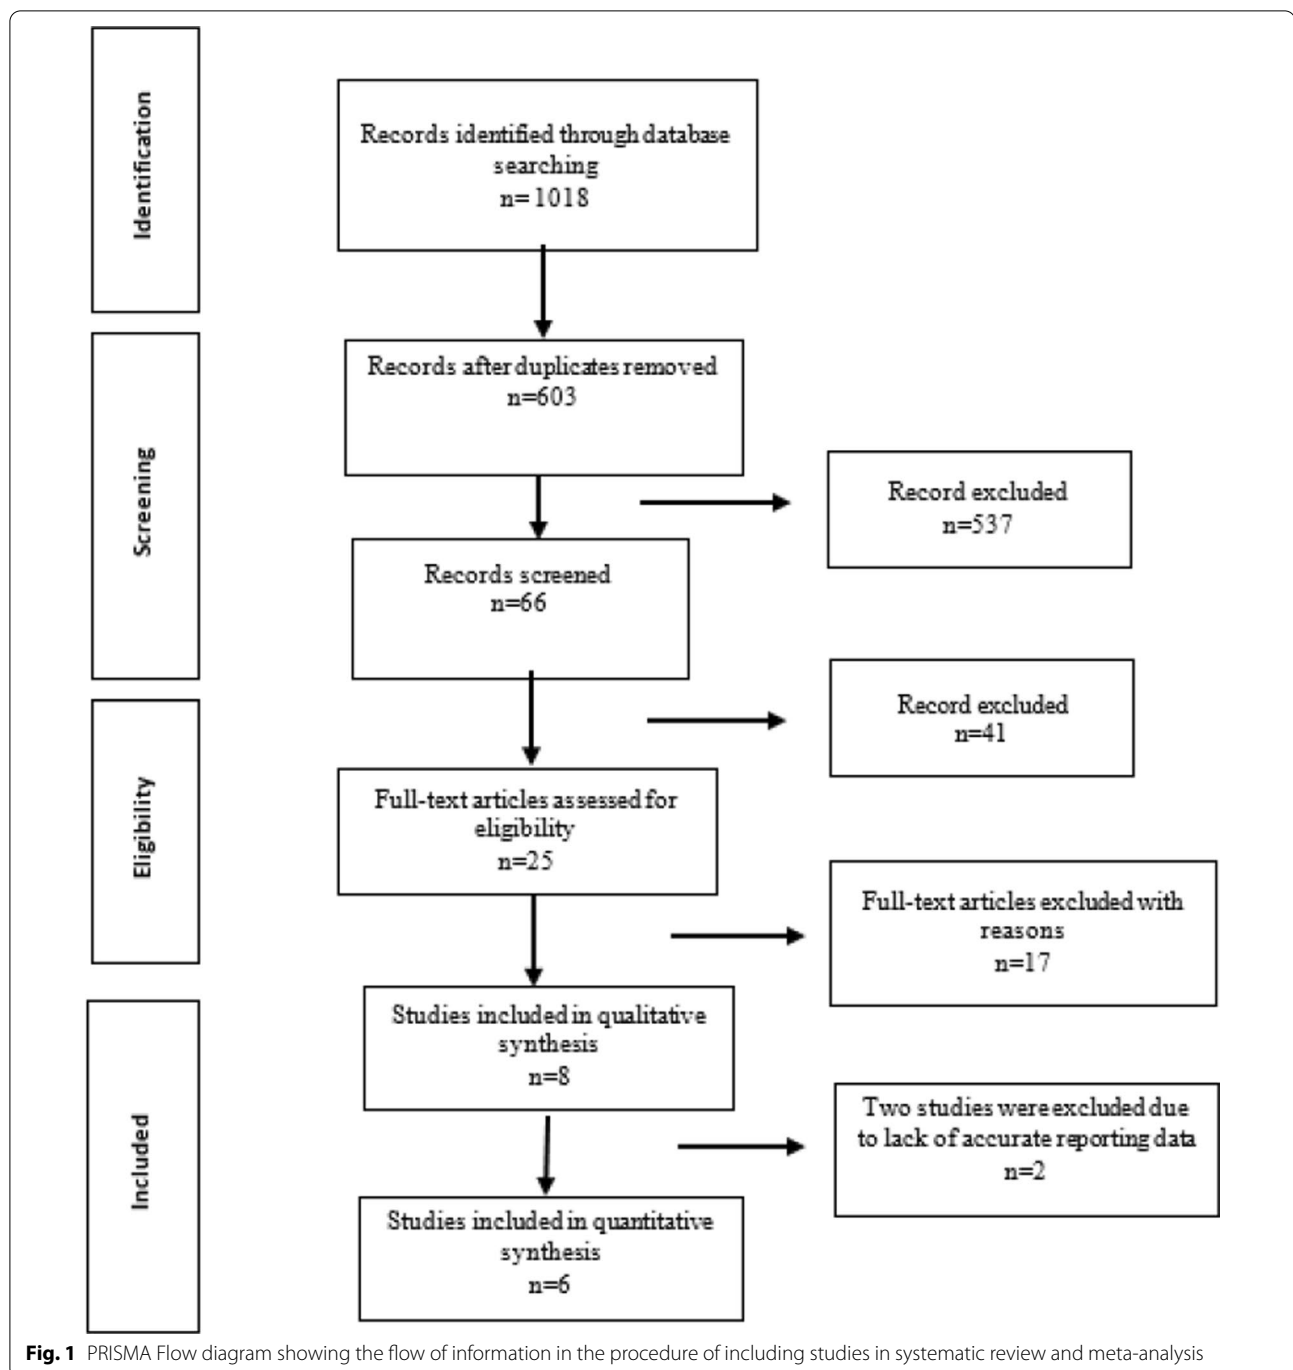 Identification
Records identified through database
searching
n= 1018
Screening
Records after duplicates removed
n=603
Record excluded
n=537
Records screened
n=66
Record excluded
n=41
Eligibility
Full-text articles assessed for
eligibility
n=25
Full-text articles excluded with
reasons
n=17
Included
Studies included in qualitative
synthesis
n=8
Two studies were excluded due
to lack of accurate reporting data
n=2
Studies included in quantitative
synthesis
n=6
Fig. 1 PRISMA Flow diagram showing the flow of information in the procedure of including studies in systematic review and meta-analysis